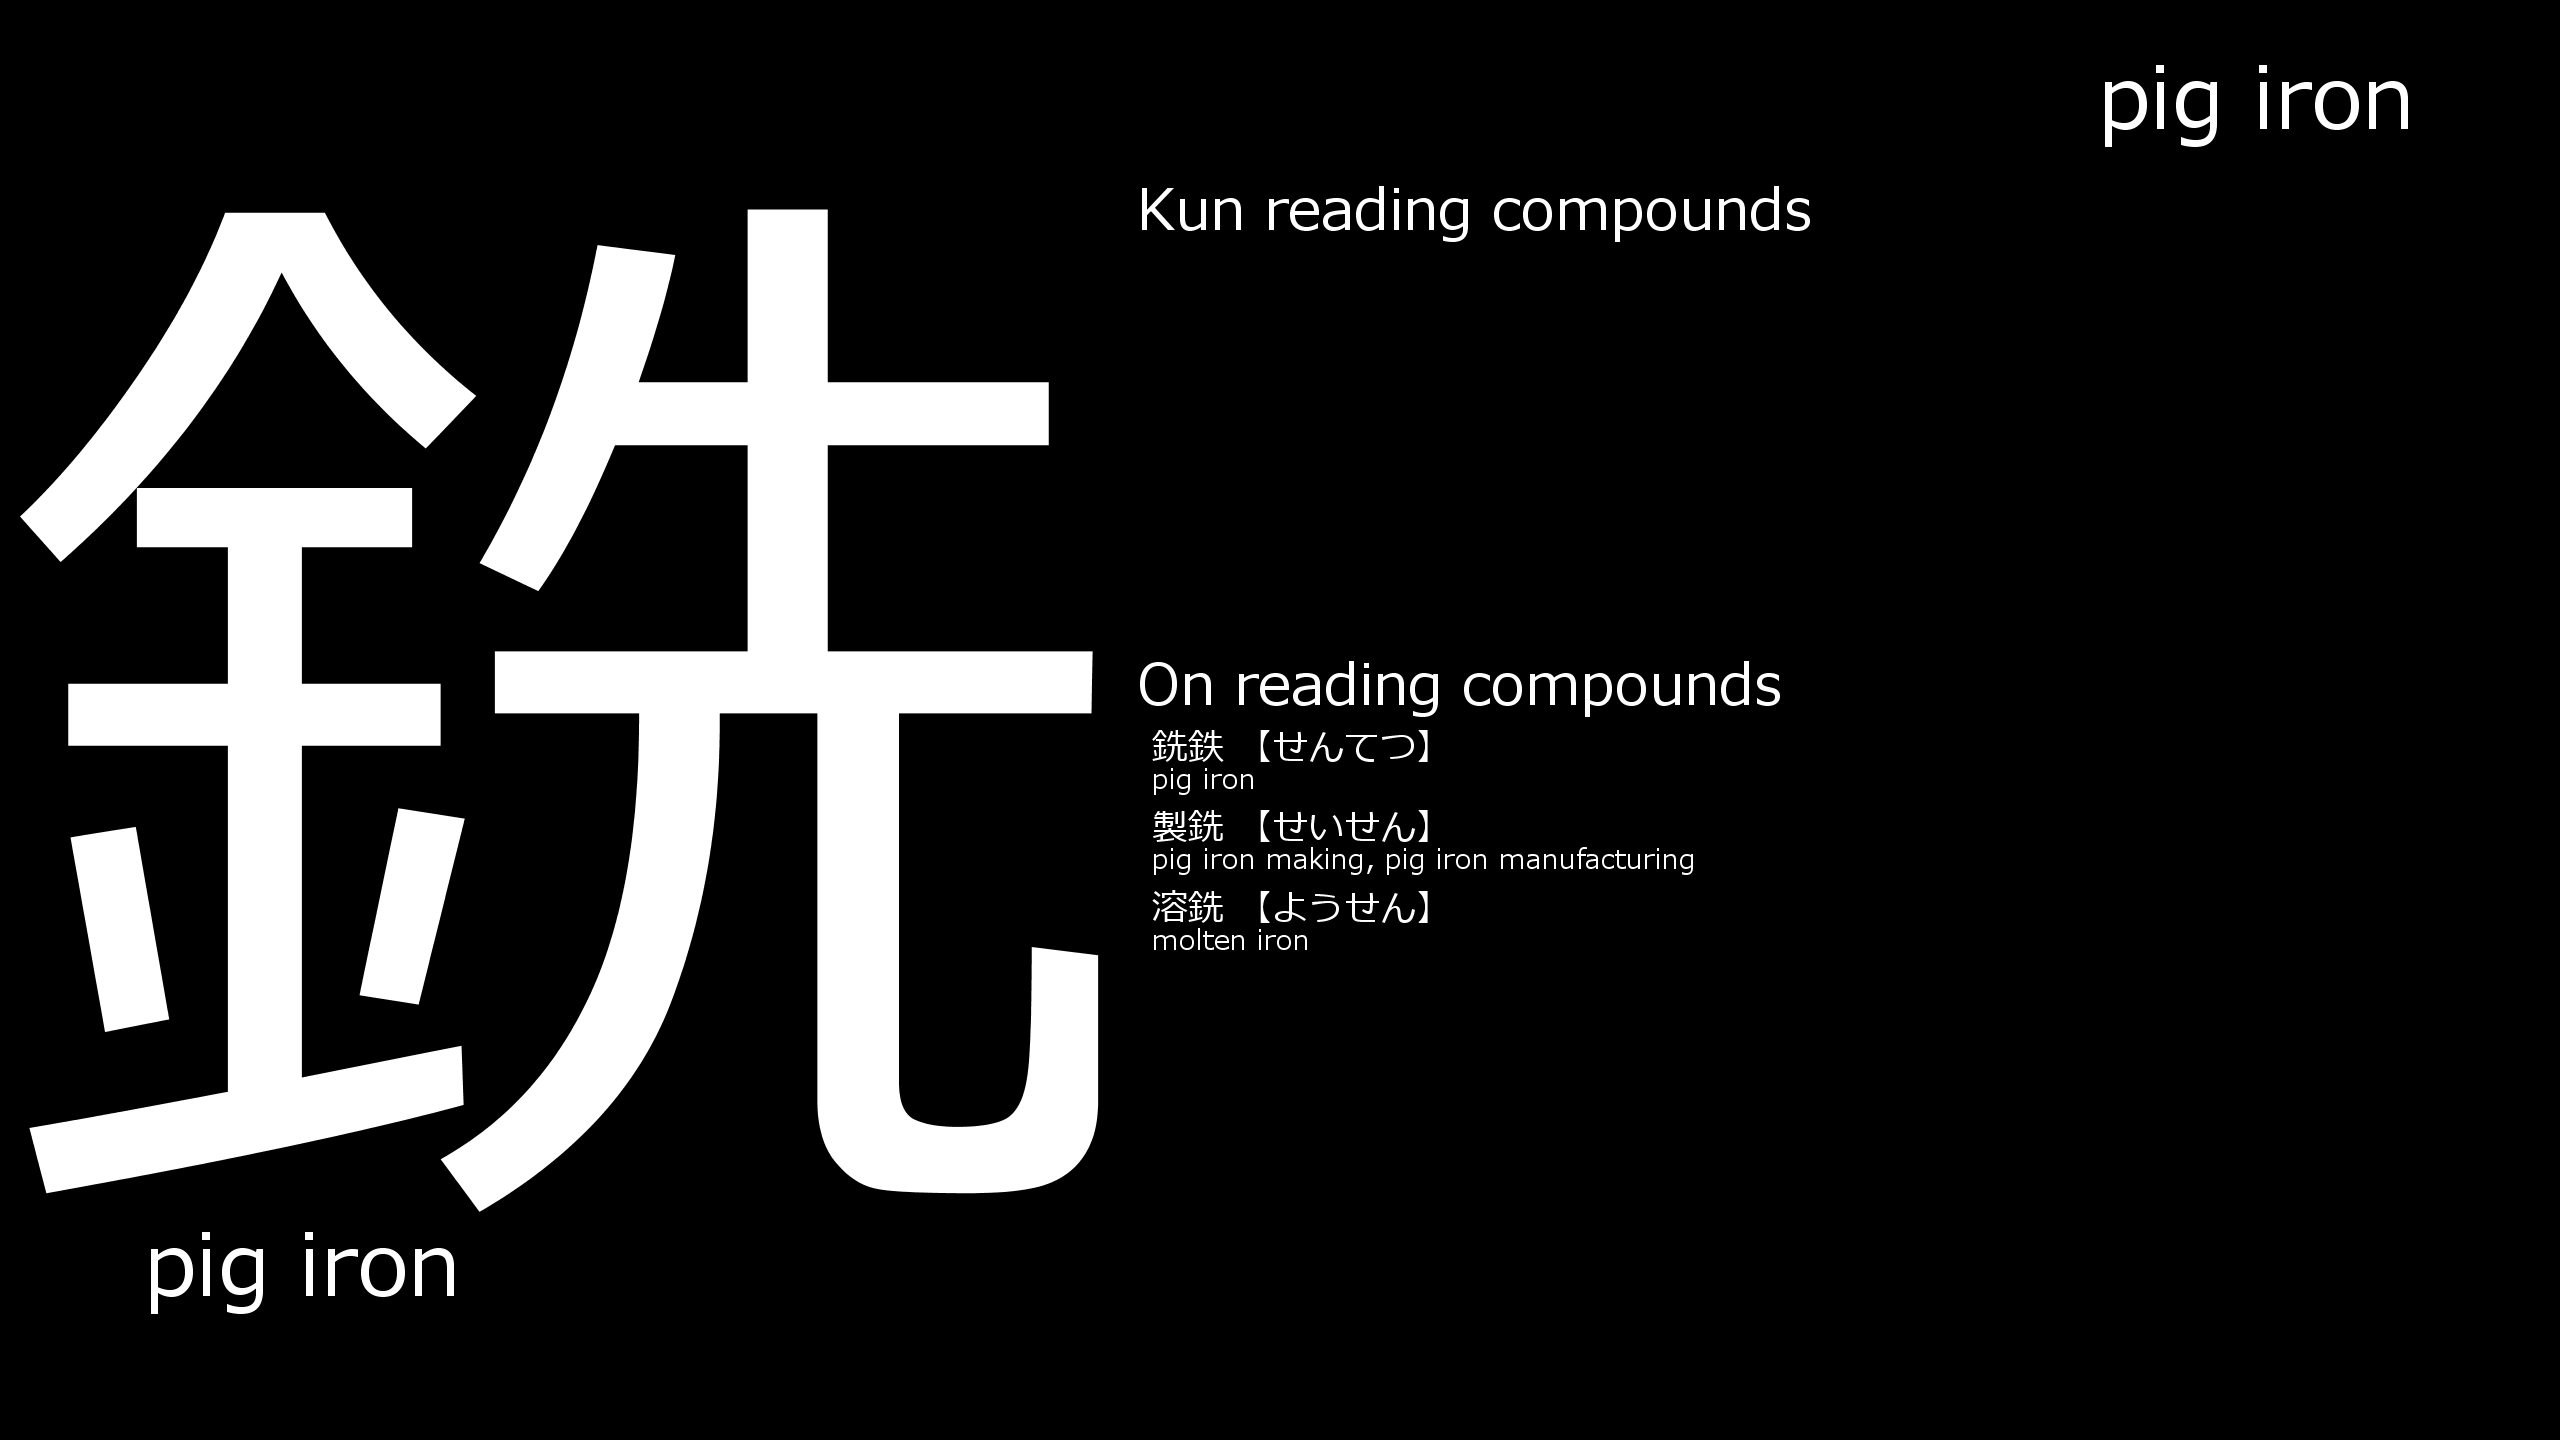 pig iron
銑
pig iron
Kun reading compounds
On reading compounds
銑鉄 【せんてつ】
pig iron
製銑 【せいせん】
pig iron making, pig iron manufacturing
溶銑 【ようせん】
molten iron